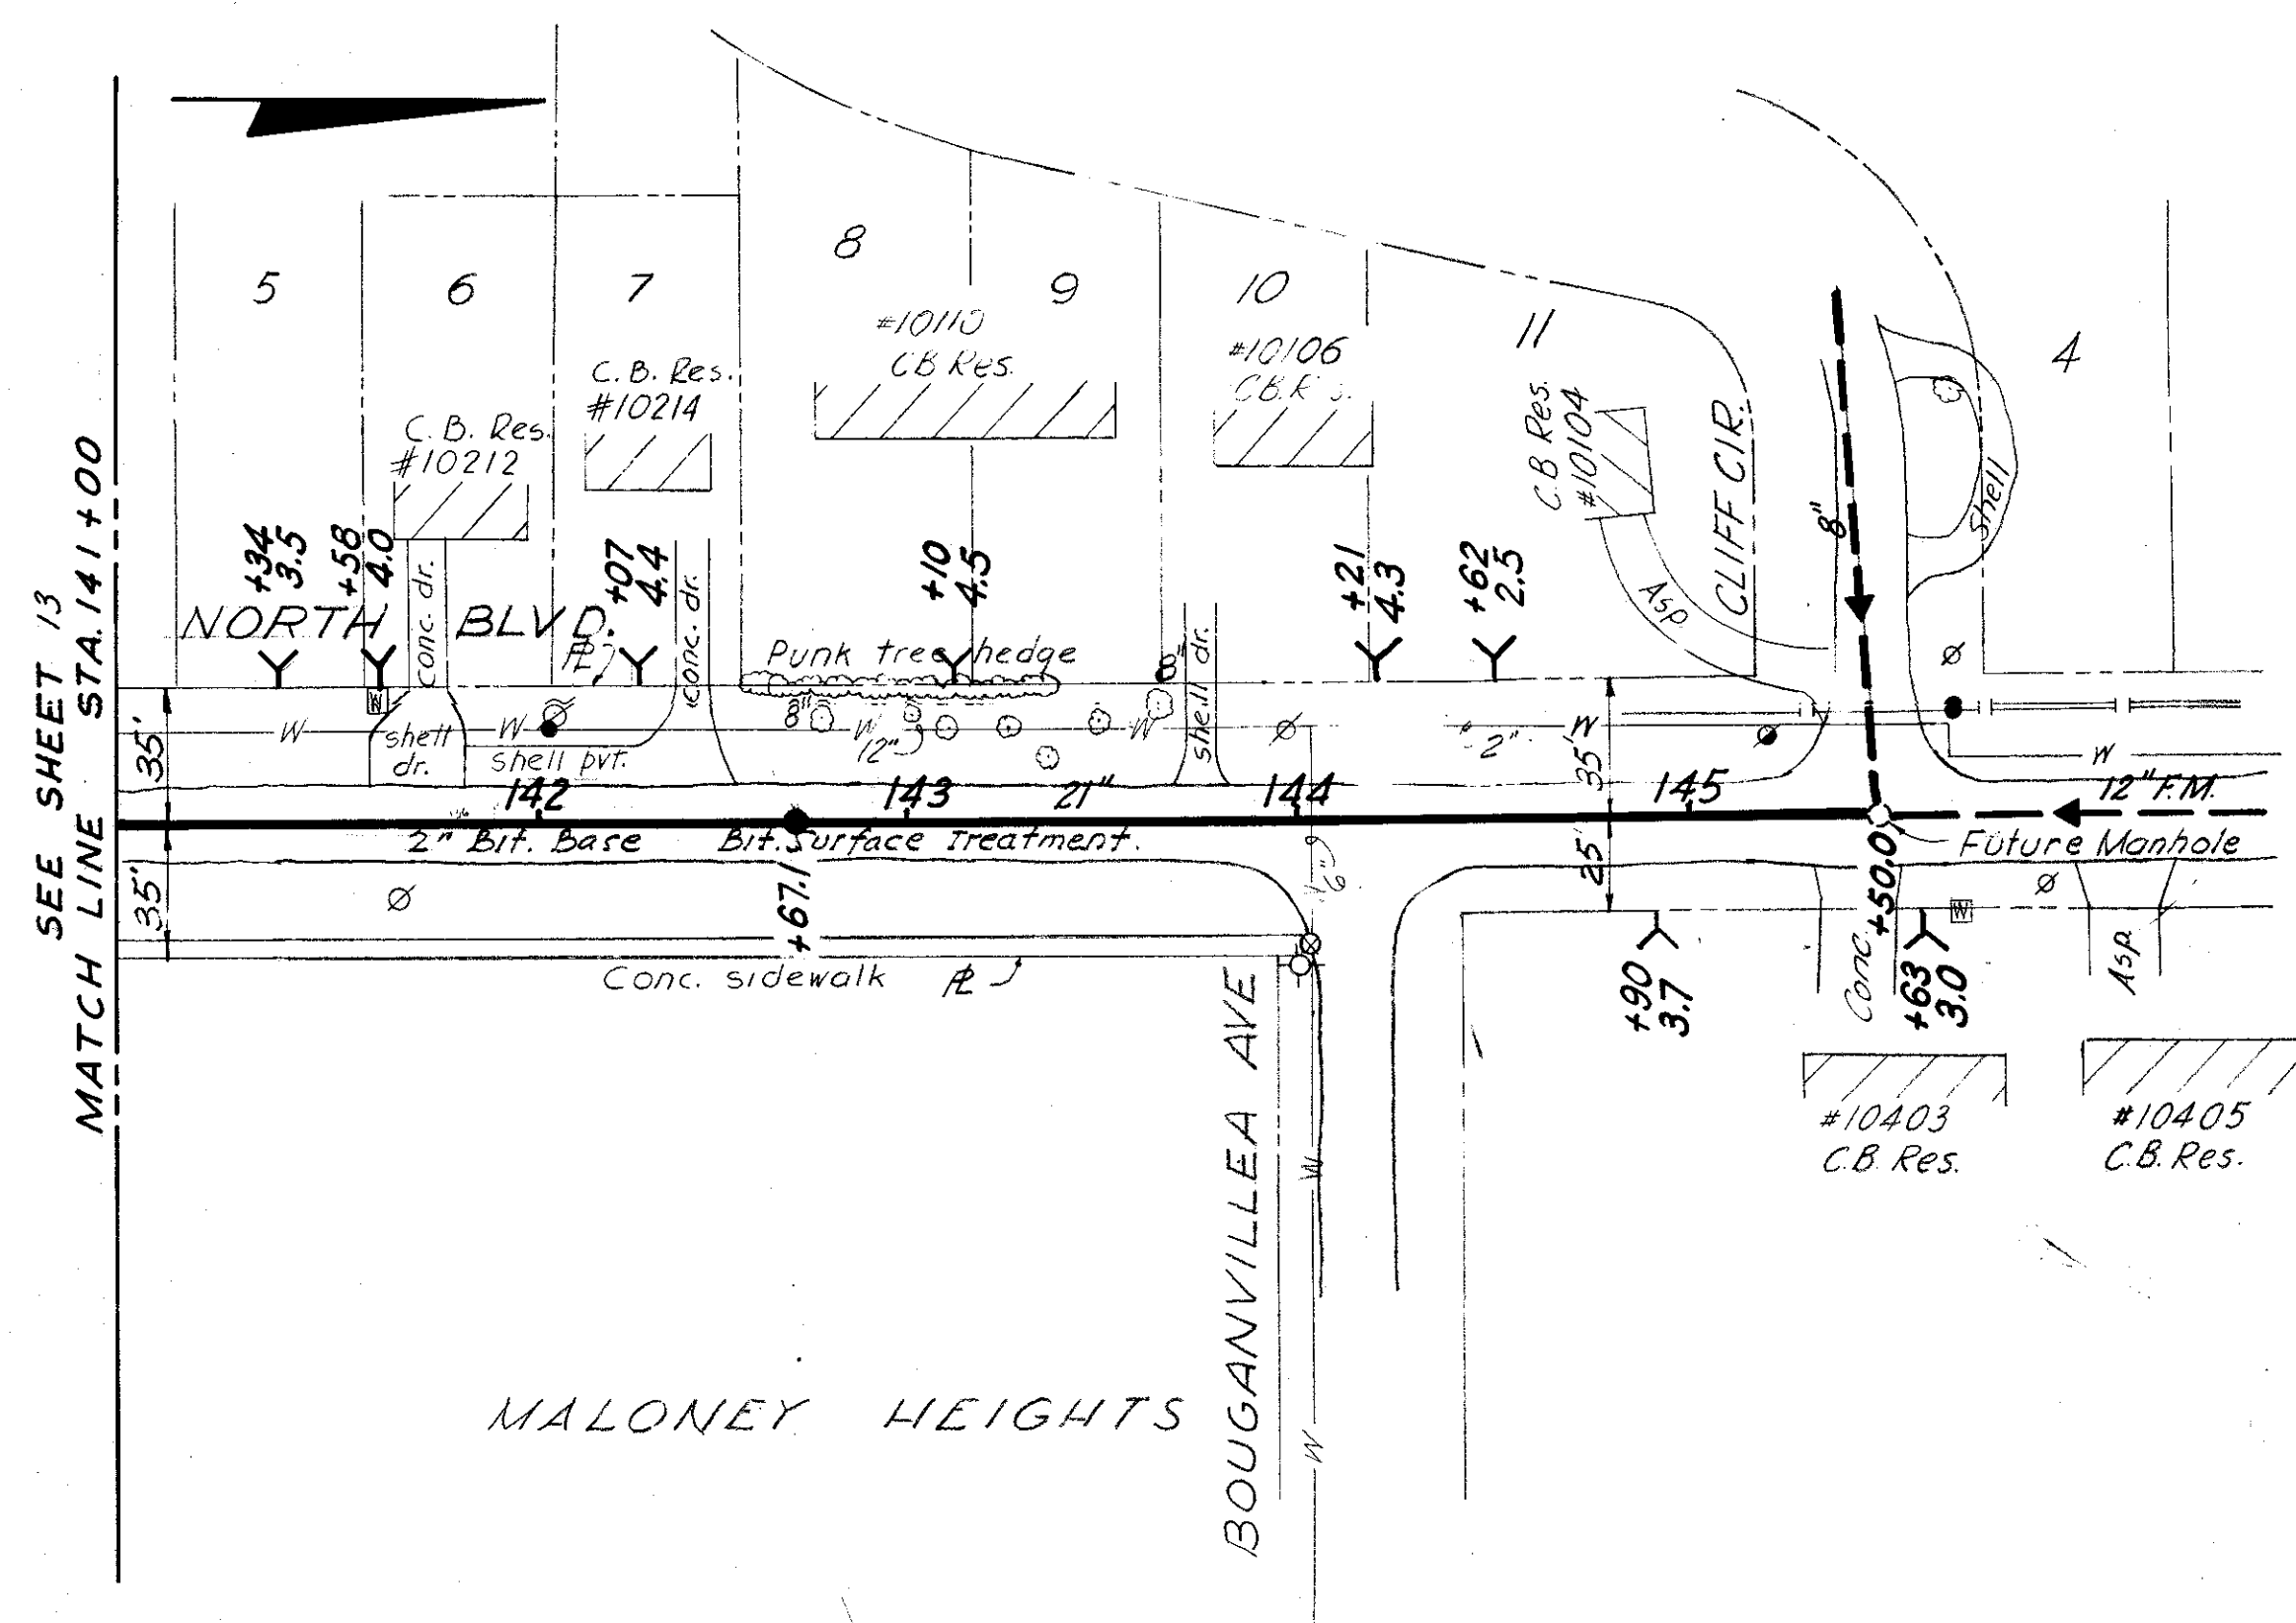 SEE SHEET 13
MATCH LINE STA. 141+00
5
6
7
8
9
10
11
4
C. B. Res.
#10212
C. B. Res.
#10214
#10110
CB Res.
#10106
C.B. Res.
#10104
C.B Res.
CLIFF CIR.
8"
Shell
+34
3.5
+58
4.0
+07
4.4
+10
4.5
+21
4.3
+62
2.5
conc. dr.
conc. dr.
NORTH BLVD.
PL
Punk tree hedge
8"
shell dr.
Asp
35'
W
shell
dr.
W
shell pvt.
8"
W
12"
W
2"
W
35'
W
142
143
21"
144
145
12" F.M.
2" Bit. Base
Bit. Surface Treatment.
Future Manhole
35'
+67.1
6"
25'
+50.0
W
W
Conc. sidewalk
PL
+90
3.7
Conc.
+63
3.0
Asp.
#10403
C.B. Res.
#10405
C.B. Res.
BOUGANVILLEA AVE
W
W
MALONEY HEIGHTS